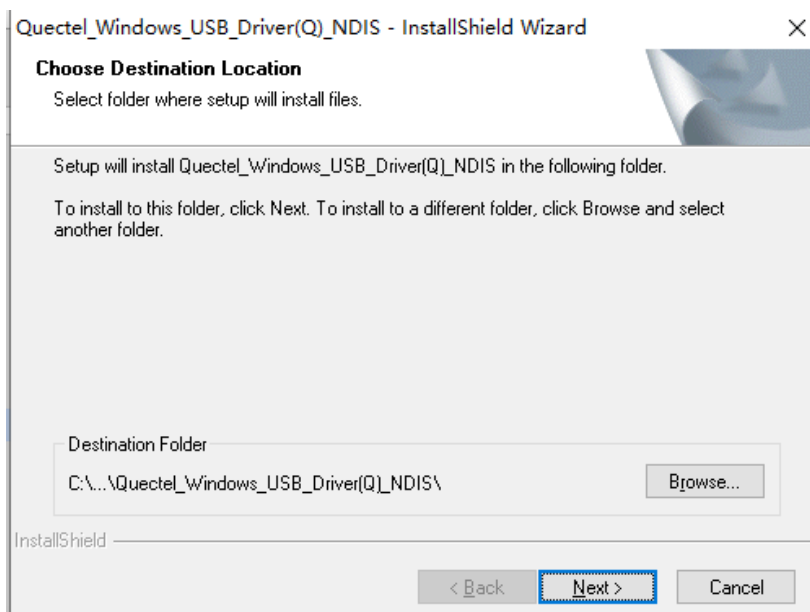 Quectel_Windows_USB_Driver(Q)_NDIS - InstallShield Wizard
Choose Destination Location
Select folder where setup will install files.
Setup will install Quectel_Windows_USB_Driver(Q)_NDIS in the following folder.
To install to this folder, click Next. To install to a different folder, click Browse and select
another folder.
Destination Folder
C:\...\Quectel_Windows_USB_Driver(Q)_NDIS\
Browse...
InstallShield
< Back
Next >
Cancel